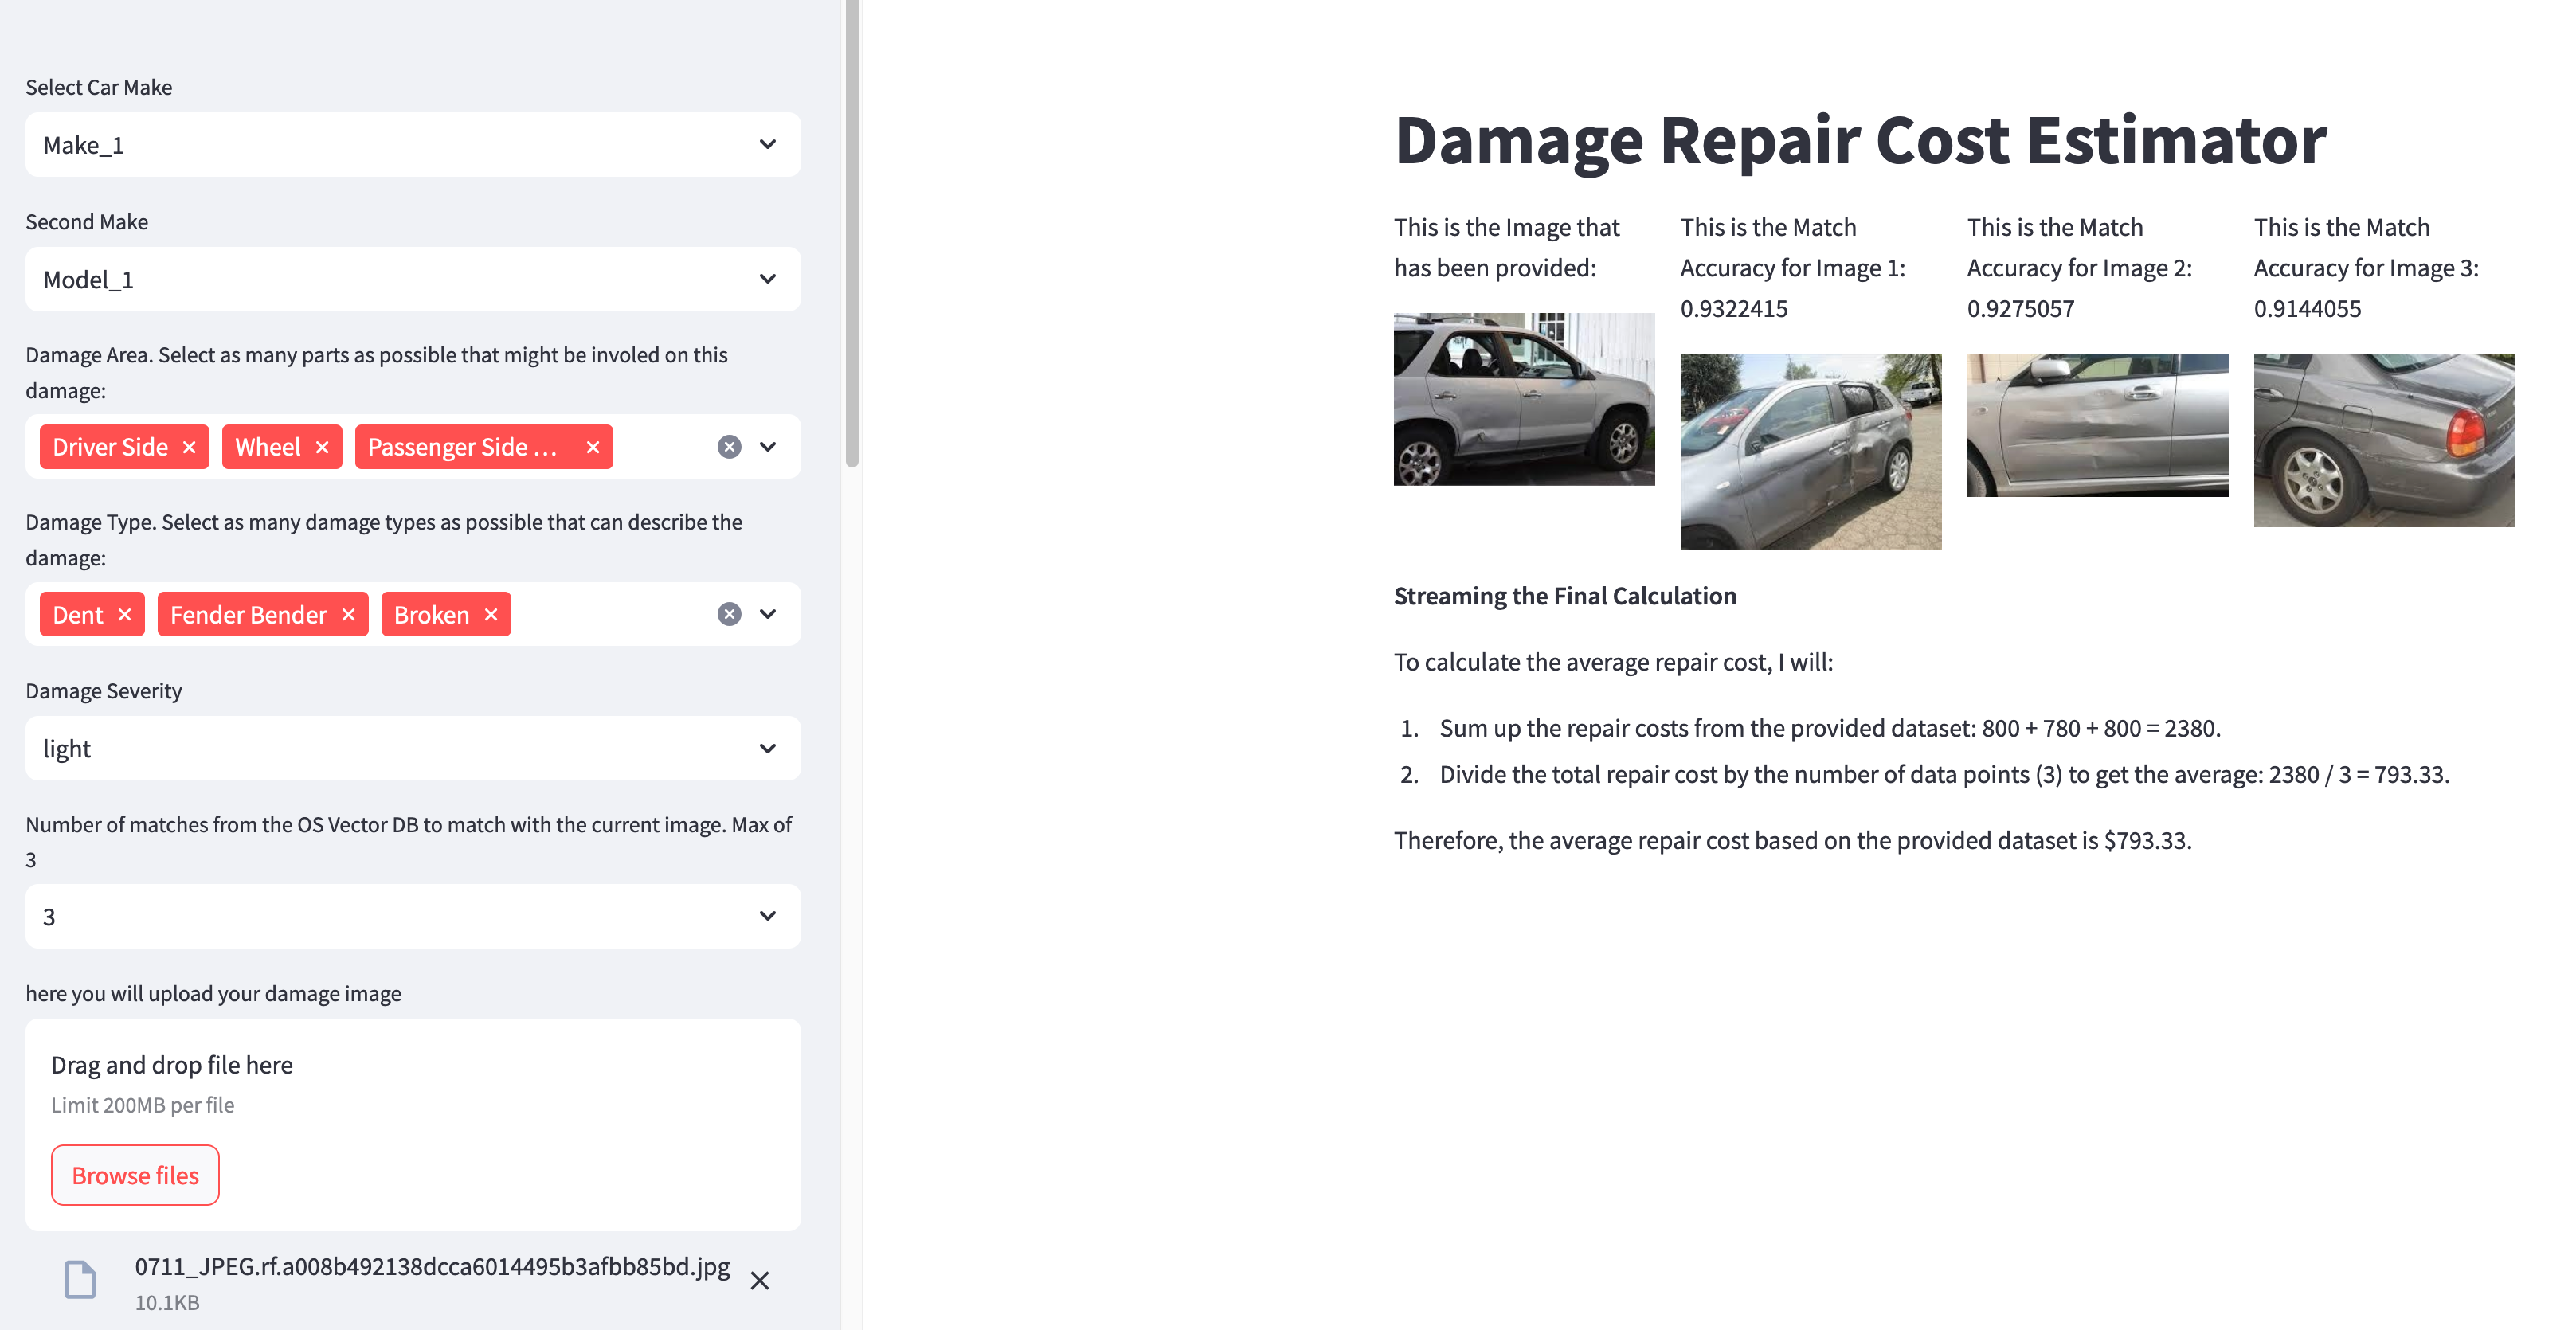 Select Car Make
Make_1
Second Make
Model_1
Damage Area. Select as many parts as possible that might be involed on this
damage:
Driver Side ×
Wheel ×
Passenger Side ... ×
Damage Type. Select as many damage types as possible that can describe the
damage:
Dent ×
Fender Bender ×
Broken ×
Damage Severity
light
Number of matches from the OS Vector DB to match with the current image. Max of
3
3
here you will upload your damage image
Drag and drop file here
Limit 200MB per file
Browse files
0711_JPEG.rf.a008b492138dcca6014495b3afbb85bd.jpg
10.1KB
Damage Repair Cost Estimator
This is the Image that
has been provided:
This is the Match
Accuracy for Image 1:
0.9322415
This is the Match
Accuracy for Image 2:
0.9275057
This is the Match
Accuracy for Image 3:
0.9144055
Streaming the Final Calculation
To calculate the average repair cost, I will:
1. Sum up the repair costs from the provided dataset: 800 + 780 + 800 = 2380.
2. Divide the total repair cost by the number of data points (3) to get the average: 2380 / 3 = 793.33.
Therefore, the average repair cost based on the provided dataset is $793.33.